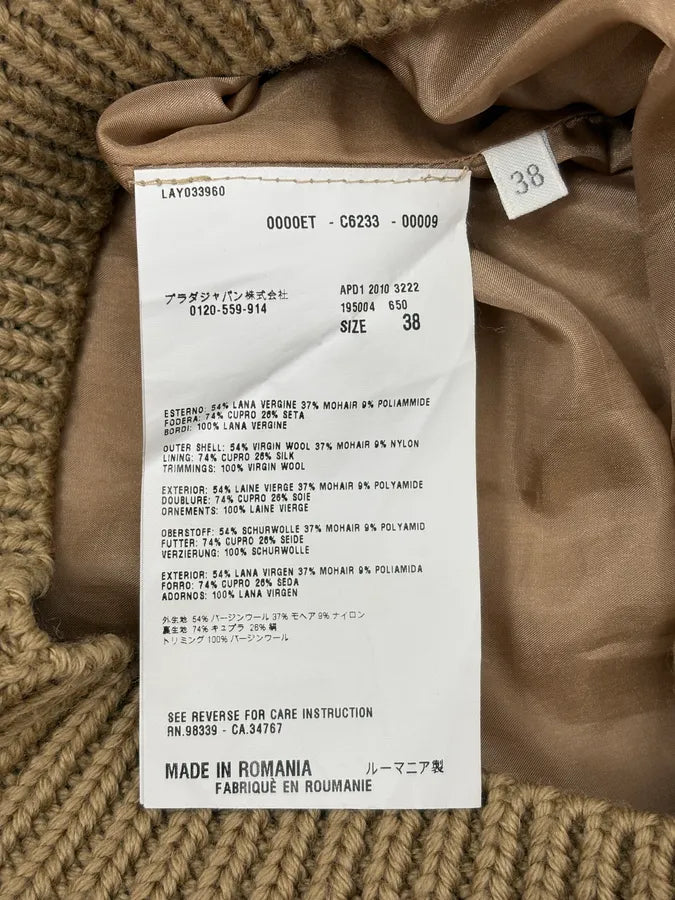 LAY033960
38
0000ET - C6233 - 00009
プラダジャパン株式会社
0120-559-914
APD1 2010 3222
195004 650
SIZE 38
ESTERNO: 54% LANA VERGINE 37% MOHAIR 9% POLIAMMIDE
FODERA: 74% CUPRO 26% SETA
BORDI: 100% LANA VERGINE
OUTER SHELL: 54% VIRGIN WOOL 37% MOHAIR 9% NYLON
LINING: 74% CUPRO 26% SILK
TRIMMINGS: 100% VIRGIN WOOL
EXTERIOR: 54% LAINE VIERGE 37% MOHAIR 9% POLYAMIDE
DOUBLURE: 74% CUPRO 26% SOIE
ORNEMENTS: 100% LAINE VIERGE
OBERSTOFF: 54% SCHURWOLLE 37% MOHAIR 9% POLYAMID
FUTTER: 74% CUPRO 26% SEIDE
VERZIERUNG: 100% SCHURWOLLE
EXTERIOR: 54% LANA VIRGEN 37% MOHAIR 9% POLIAMIDA
FORRO: 74% CUPRO 26% SEDA
ADORNOS: 100% LANA VIRGEN
外生地 54% バージンウール 37% モヘア 9% ナイロン
裏生地 74% キュプラ 26% 絹
トリミング 100% バージンウール
SEE REVERSE FOR CARE INSTRUCTION
RN.98339 - CA.34767
MADE IN ROMANIA ルーマニア製
FABRIQUÈ EN ROUMANIE